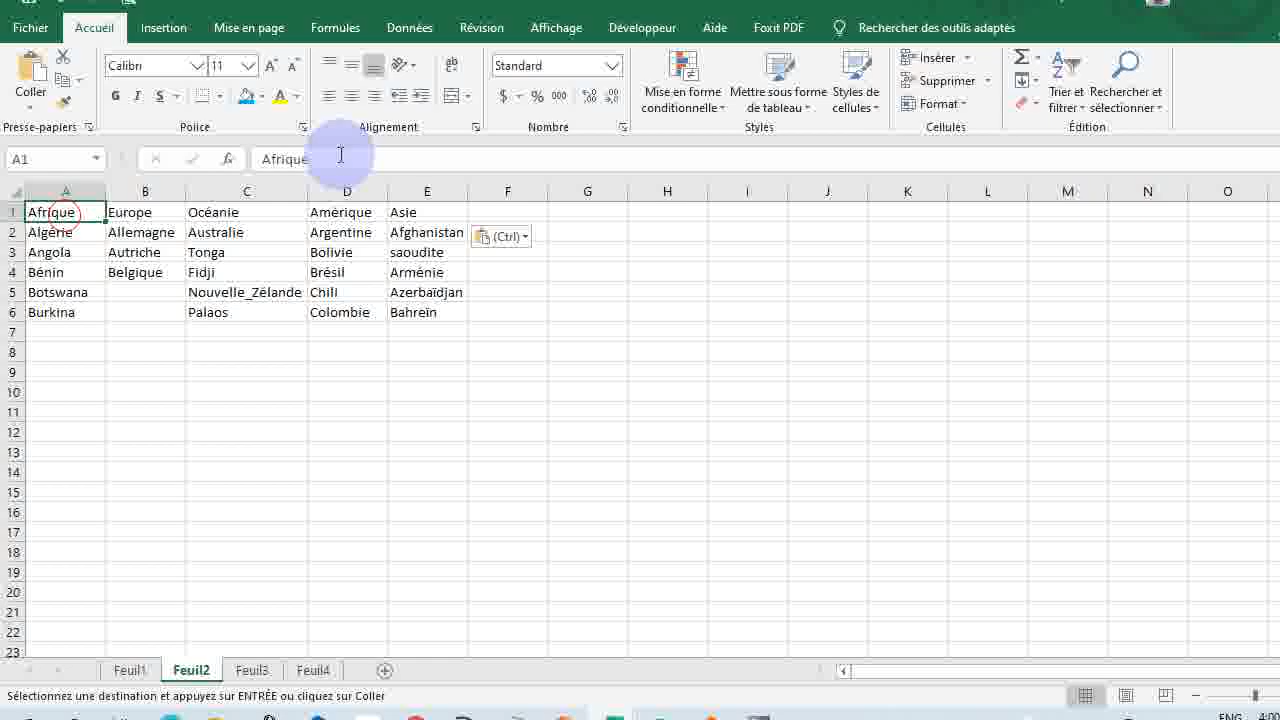 Fichier Accueil Insertion Mise en page Formules Données Révision Affichage Développeur Aide Foxit PDF Rechercher des outils adaptés
Coller
Calibri 11
G I S
ab
Standard
$ % 000
Mise en forme conditionnelle
Mettre sous forme de tableau
Styles de cellules
Insérer
Supprimer
Format
Trier et filtrer
Rechercher et sélectionner
Presse-papiers Police Alignement Nombre Styles Cellules Édition
A1 fx Afrique
A B C D E F G H I J K L M N O
1 Afrique Europe Océanie Amérique Asie
2 Algérie Allemagne Australie Argentine Afghanistan (Ctrl)
3 Angola Autriche Tonga Bolivie saoudite
4 Bénin Belgique Fidji Brésil Arménie
5 Botswana Nouvelle_Zëlande Chili Azerbaïdjan
6 Burkina Palaos Colombie Bahreïn
7
8
9
10
11
12
13
14
15
16
17
18
19
20
21
22
23
Feuil1 Feuil2 Feuil3 Feuil4
Sélectionnez une destination et appuyez sur ENTRÉE ou cliquez sur Coller